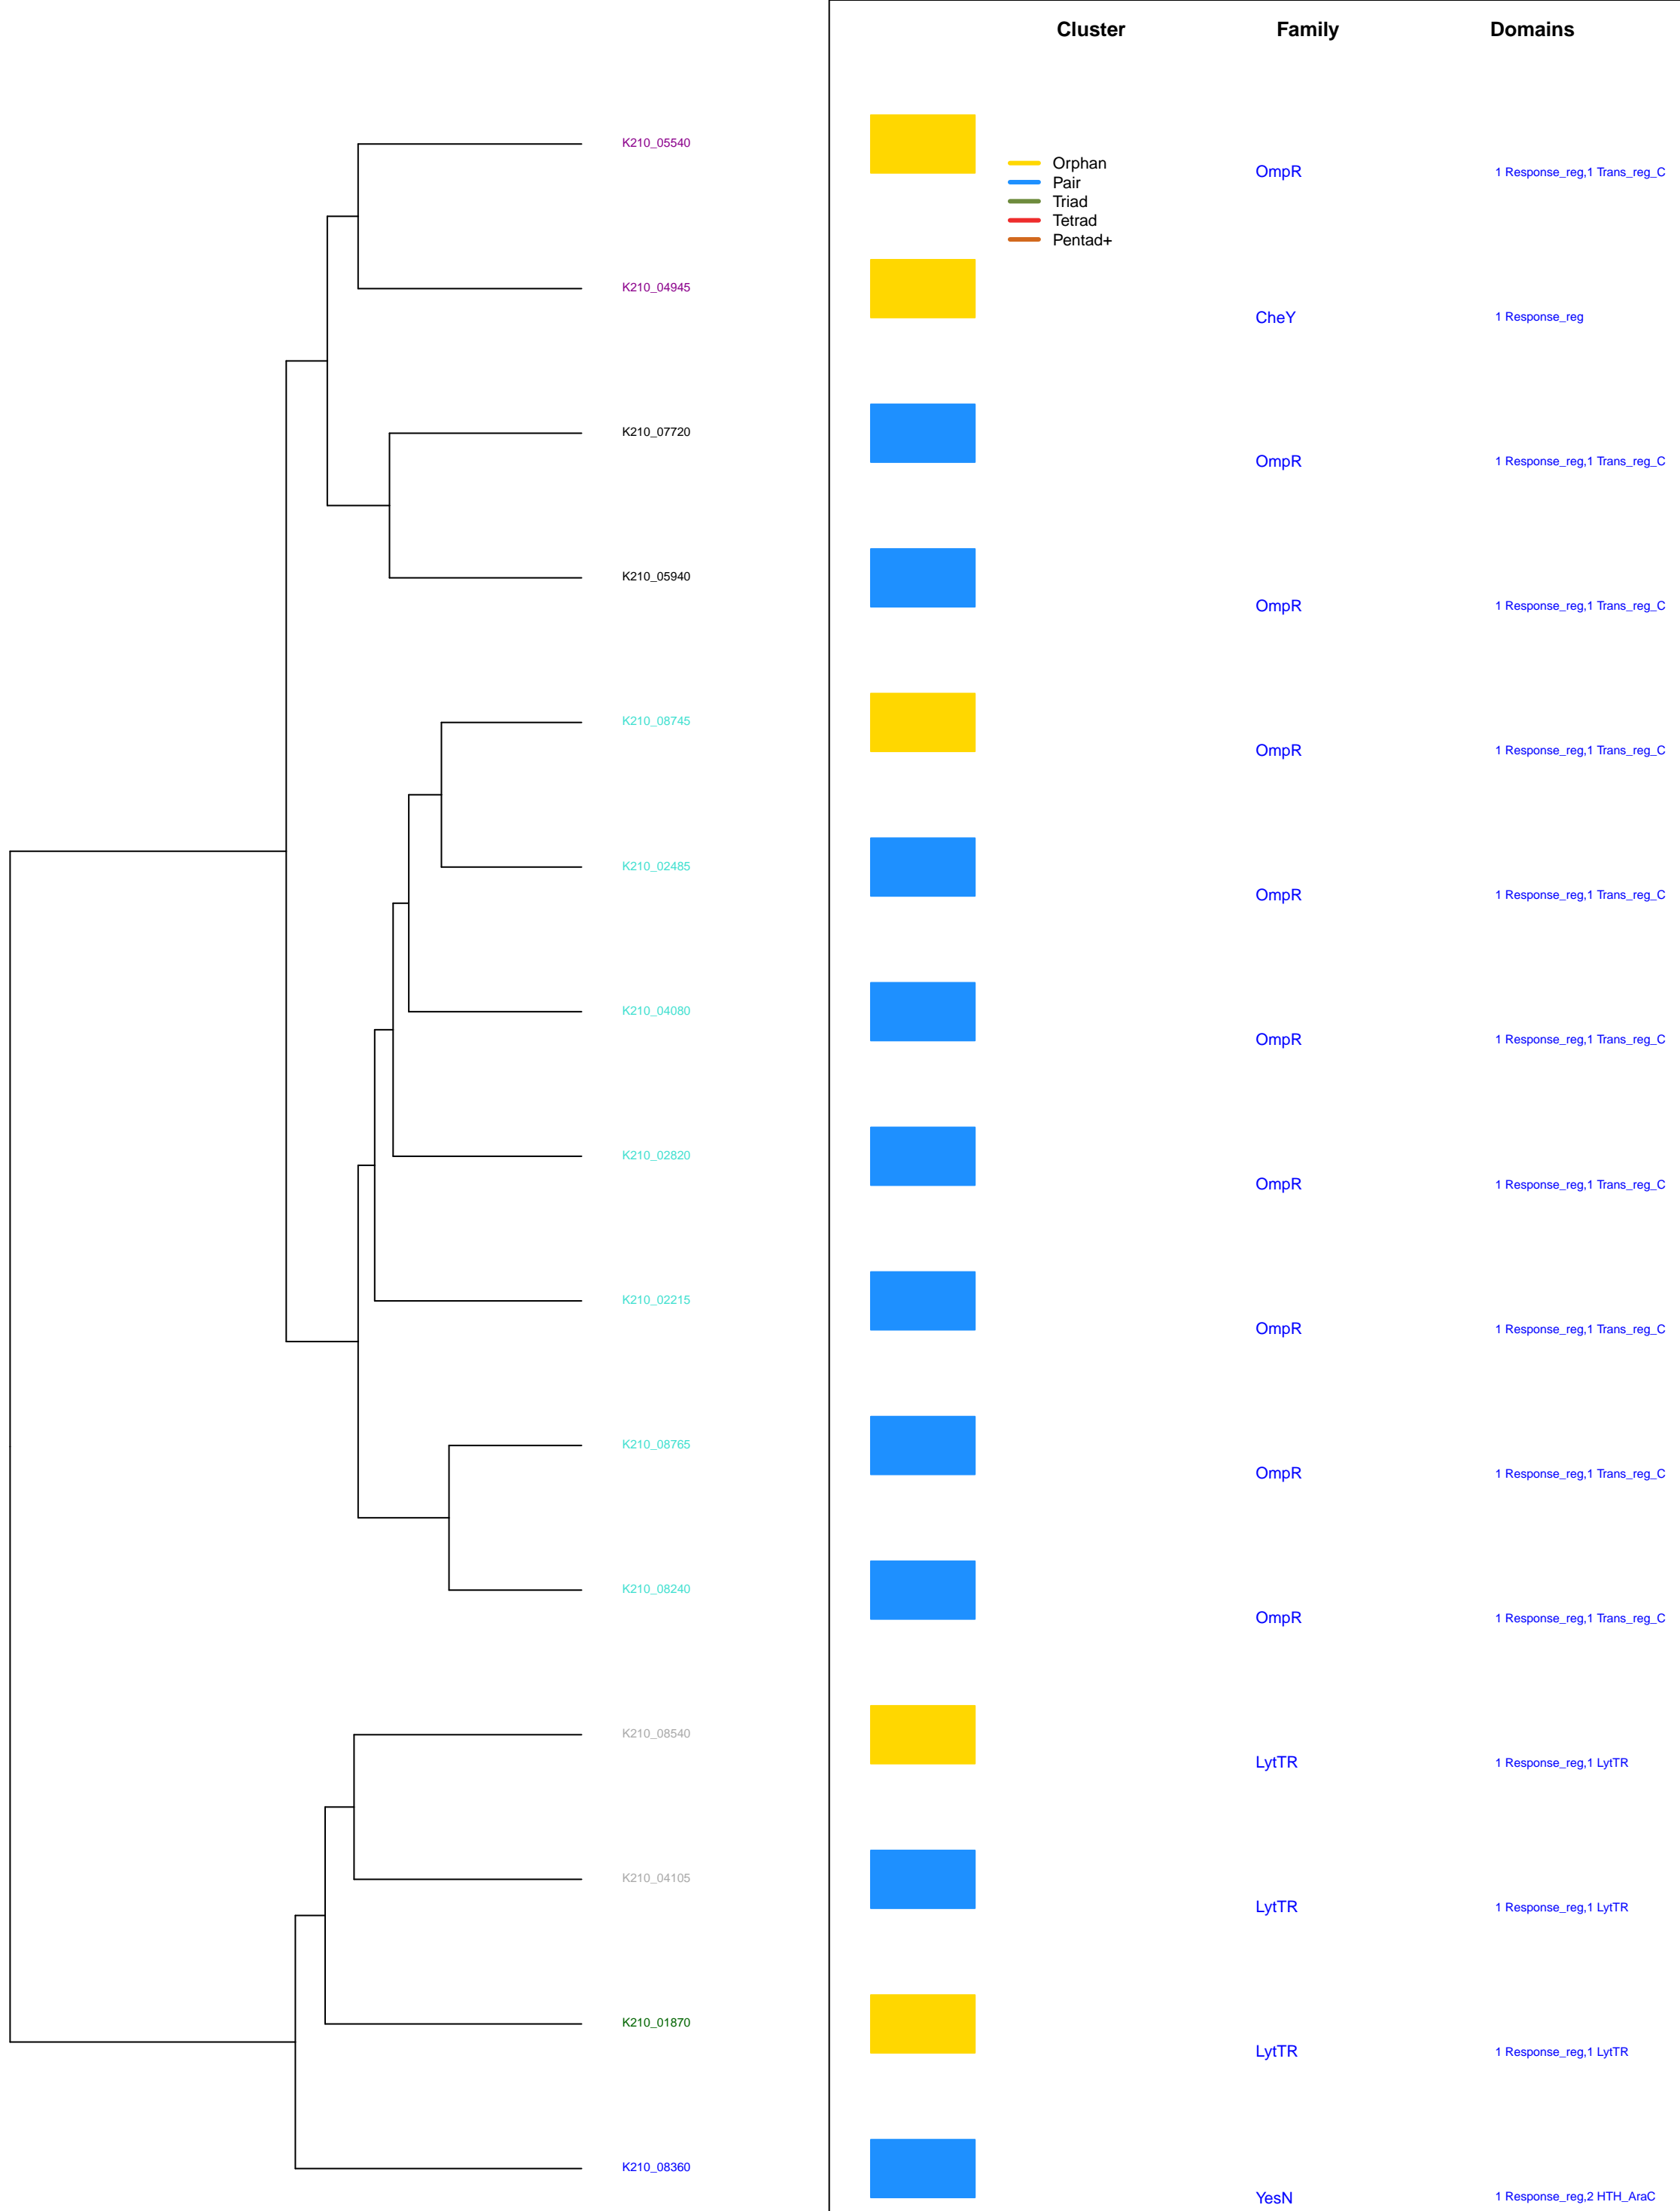 Cluster Family Domains
K210_05540
Orphan
OmpR 1 Response_reg,1 Trans_reg_C
Pair
Triad
Tetrad
Pentad+
K210_04945
CheY 1 Response_reg
K210_07720
OmpR 1 Response_reg,1 Trans_reg_C
K210_05940
OmpR 1 Response_reg,1 Trans_reg_C
K210_08745
OmpR 1 Response_reg,1 Trans_reg_C
K210_02485
OmpR 1 Response_reg,1 Trans_reg_C
K210_04080
OmpR 1 Response_reg,1 Trans_reg_C
K210_02820
OmpR 1 Response_reg,1 Trans_reg_C
K210_02215
OmpR 1 Response_reg,1 Trans_reg_C
K210_08765
OmpR 1 Response_reg,1 Trans_reg_C
K210_08240
OmpR 1 Response_reg,1 Trans_reg_C
K210_08540
LytTR 1 Response_reg,1 LytTR
K210_04105
LytTR 1 Response_reg,1 LytTR
K210_01870
LytTR 1 Response_reg,1 LytTR
K210_08360
YesN 1 Response_reg,2 HTH_AraC